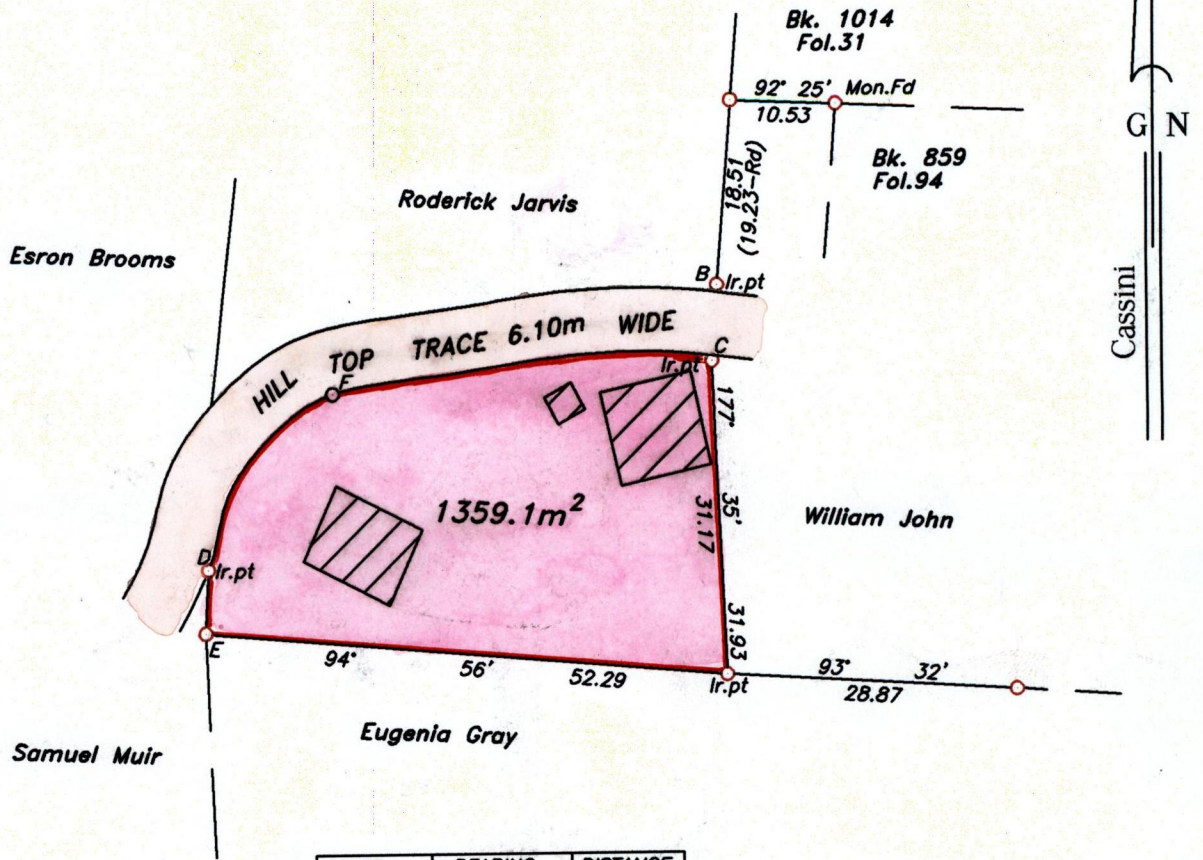 Bk. 1014
Fol.31
92° 25' Mon.Fd
10.53
G N
Bk. 859
Fol.94
18.51
(19.23-Rd)
Roderick Jarvis
Esron Brooms
Cassini
B Ir.pt
HILL TOP TRACE 6.10m WIDE
C
Ir.pt
F
177°
35'
31.17
1359.1m²
William John
D
Ir.pt
31.93
E
94° 56' 52.29
Ir.pt
93° 32'
28.87
Eugenia Gray
Samuel Muir
BEARING DISTANCE